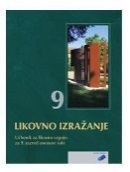 9
LIKOVNO IZRAŽANJE
Učbenik za likovno vzgojo
za 9. razred osnovne šole